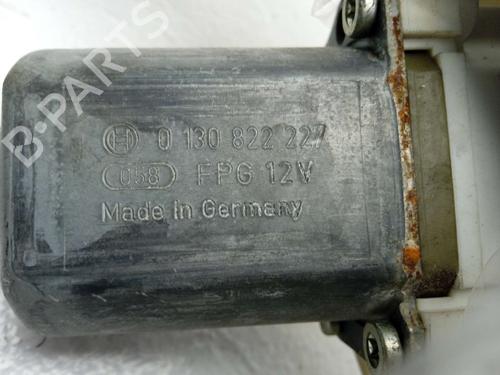 0 130 822 227
058 FPG 12V
Made in Germany
B-PARTS